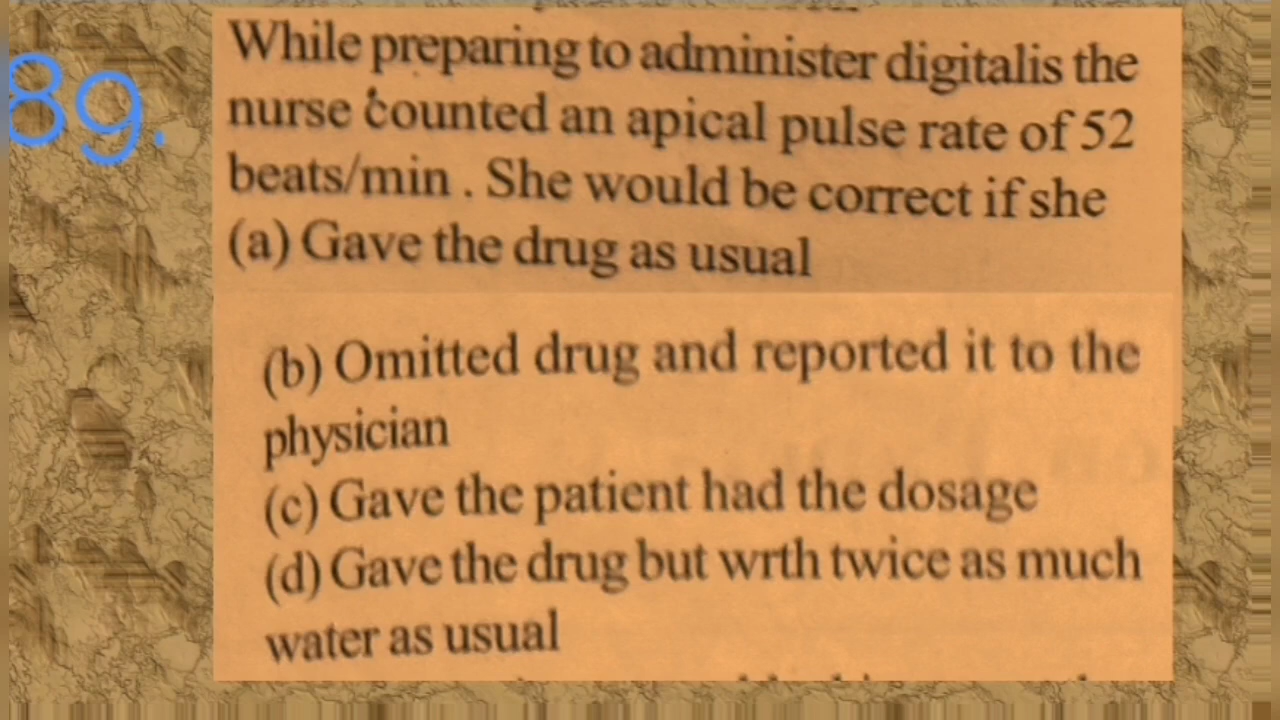 89.
While preparing to administer digitalis the
nurse counted an apical pulse rate of 52
beats/min . She would be correct if she
(a) Gave the drug as usual
(b) Omitted drug and reported it to the
physician
(c) Gave the patient had the dosage
(d) Gave the drug but wrth twice as much
water as usual